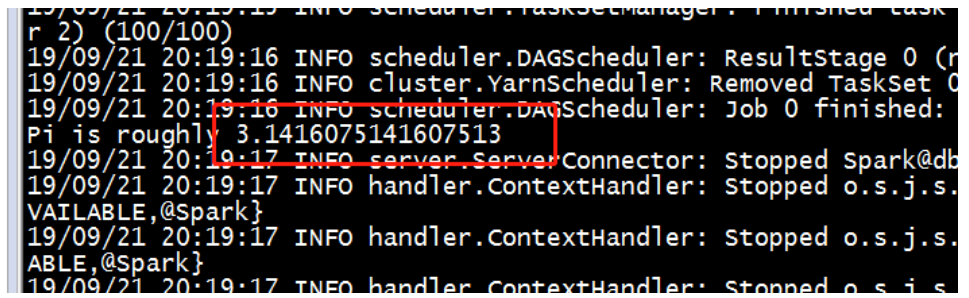 19/09/21 20:19:15 INFO scheduler.TaskSetManager: Finished task
r 2) (100/100)
19/09/21 20:19:16 INFO scheduler.DAGScheduler: ResultStage 0 (r
19/09/21 20:19:16 INFO cluster.YarnScheduler: Removed TaskSet 0
19/09/21 20:19:16 INFO scheduler.DAGScheduler: Job 0 finished:
Pi is roughly 3.1416075141607513
19/09/21 20:19:17 INFO server.ServerConnector: Stopped Spark@db
19/09/21 20:19:17 INFO handler.ContextHandler: Stopped o.s.j.s.
VAILABLE,@Spark}
19/09/21 20:19:17 INFO handler.ContextHandler: Stopped o.s.j.s.
ABLE,@Spark}
19/09/21 20:19:17 INFO handler.ContextHandler: Stopped o.s.j.s.